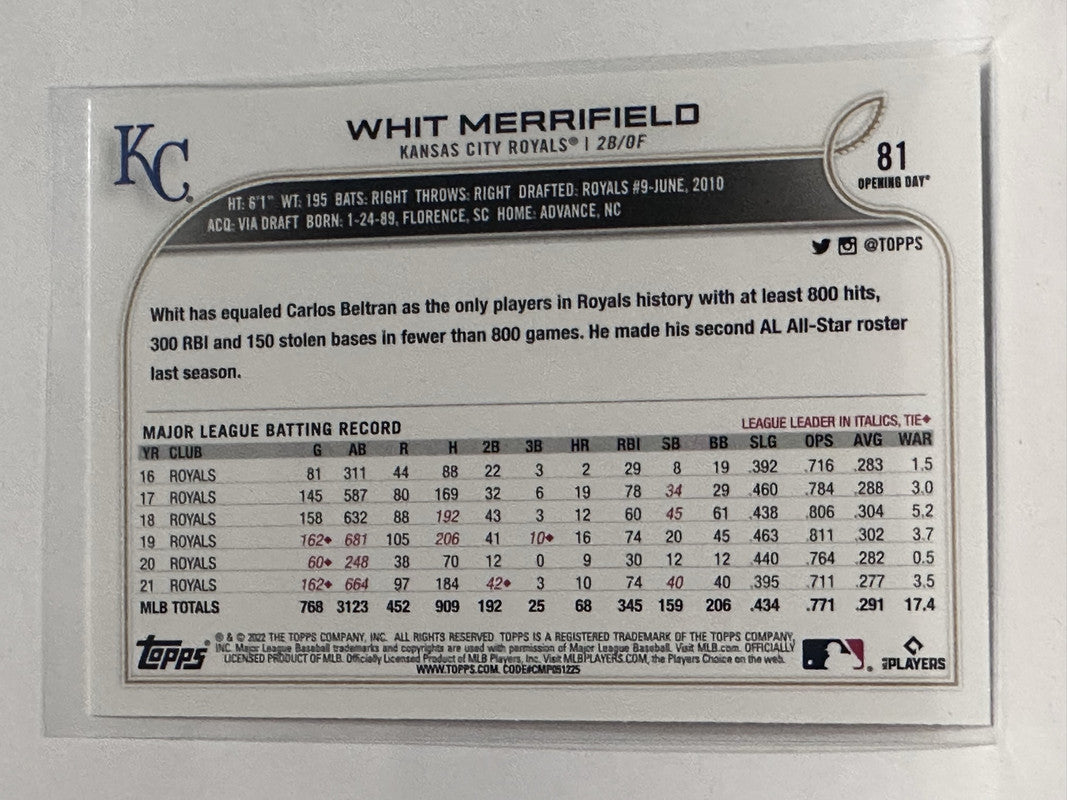 KC
WHIT MERRIFIELD
KANSAS CITY ROYALS® | 2B/OF
81
OPENING DAY®
HT: 6'1" WT: 195 BATS: RIGHT THROWS: RIGHT DRAFTED: ROYALS #9-JUNE, 2010
ACQ: VIA DRAFT BORN: 1-24-89, FLORENCE, SC HOME: ADVANCE, NC
@TOPPS
Whit has equaled Carlos Beltran as the only players in Royals history with at least 800 hits,
300 RBI and 150 stolen bases in fewer than 800 games. He made his second AL All-Star roster
last season.
MAJOR LEAGUE BATTING RECORD LEAGUE LEADER IN ITALICS, TIE♦
YR CLUB G AB R H 2B 3B HR RBI SB BB SLG OPS AVG WAR
16 ROYALS 81 311 44 88 22 3 2 29 8 19 .392 .716 .283 1.5
17 ROYALS 145 587 80 169 32 6 19 78 34 29 .460 .784 .288 3.0
18 ROYALS 158 632 88 192 43 3 12 60 45 61 .438 .806 .304 5.2
19 ROYALS 162♦ 681 105 206 41 10♦ 16 74 20 45 .463 .811 .302 3.7
20 ROYALS 60♦ 248 38 70 12 0 9 30 12 12 .440 .764 .282 0.5
21 ROYALS 162♦ 664 97 184 42♦ 3 10 74 40 40 .395 .711 .277 3.5
MLB TOTALS 768 3123 452 909 192 25 68 345 159 206 .434 .771 .291 17.4
topps
® & © 2022 THE TOPPS COMPANY, INC. ALL RIGHTS RESERVED. TOPPS IS A REGISTERED TRADEMARK OF THE TOPPS COMPANY,
INC. Major League Baseball trademarks and copyrights are used with permission of Major League Baseball. Visit MLB.com. OFFICIALLY
LICENSED PRODUCT OF MLB. Officially Licensed Product of MLB Players, Inc. Visit MLBPLAYERS.COM, the Players Choice on the web.
WWW.TOPPS.COM. CODE#CMP051225
PLAYERS